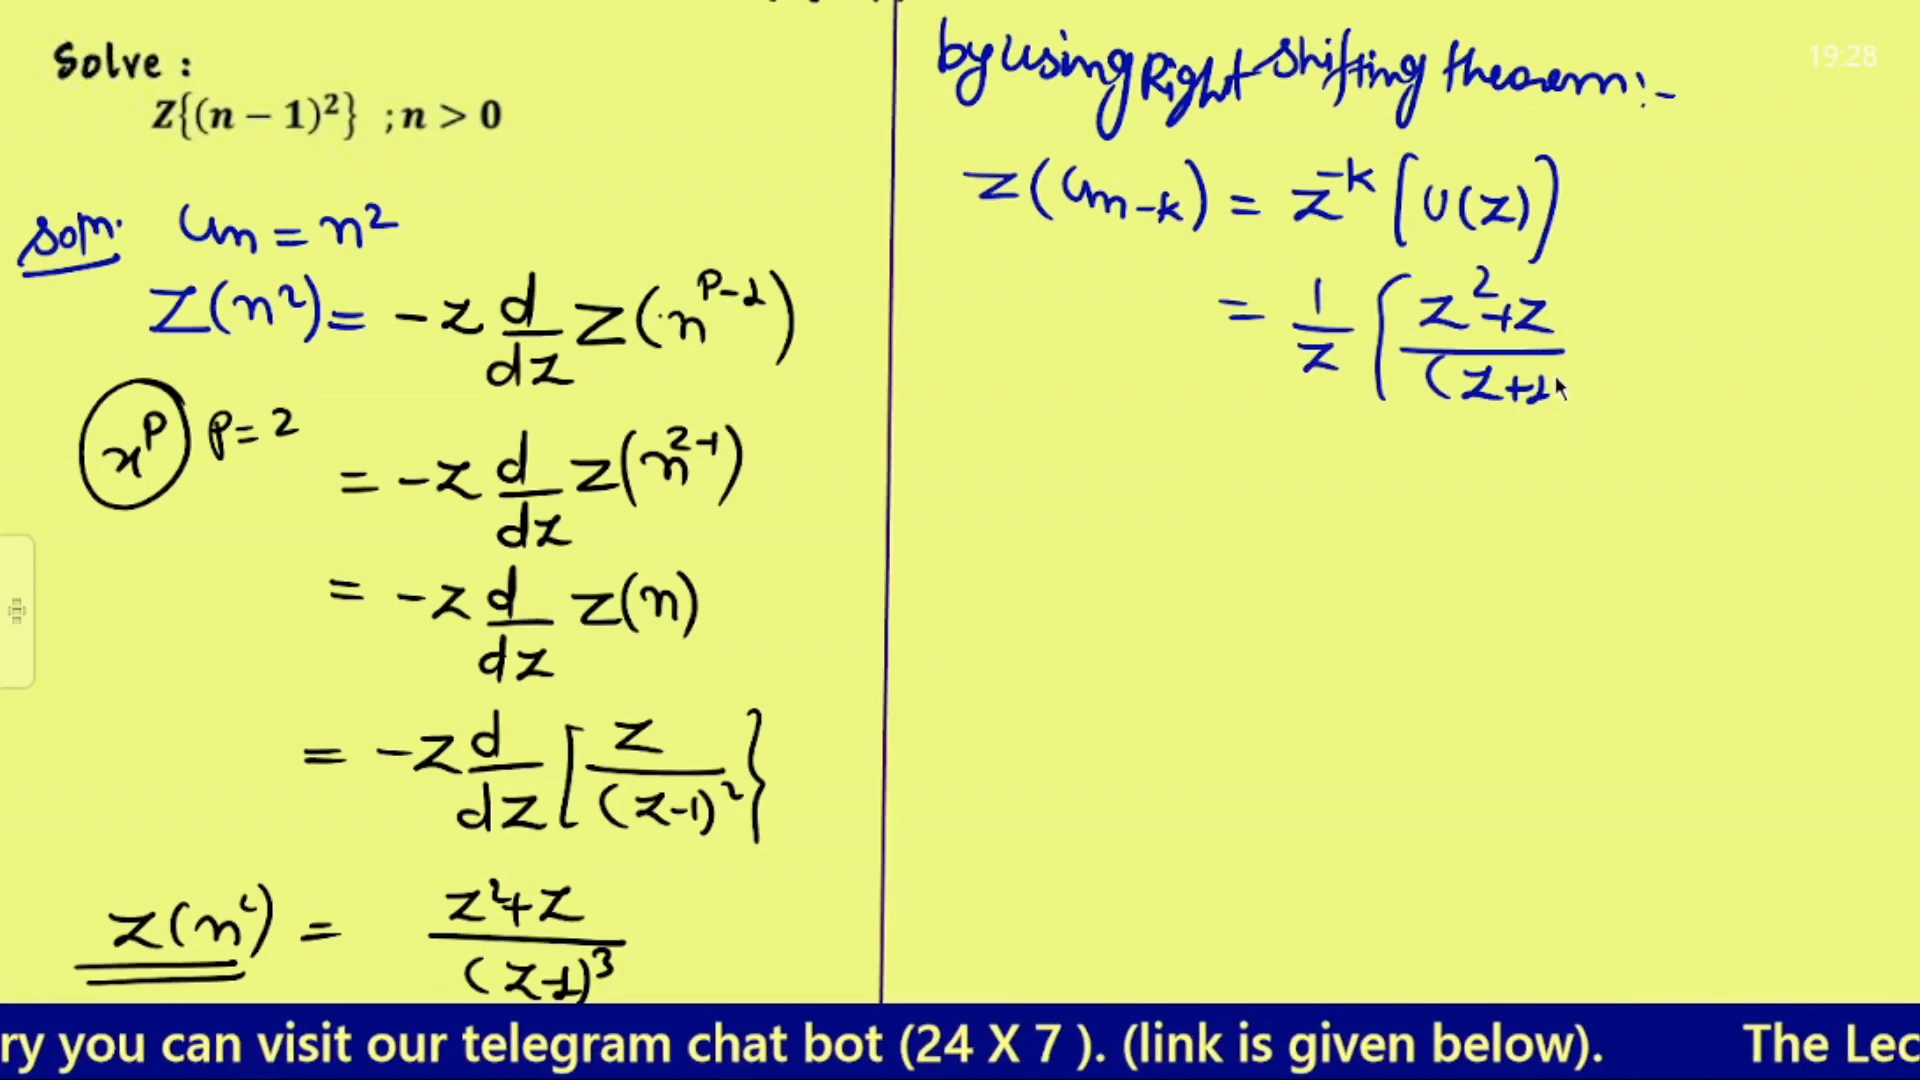 Solve :
Z{(n − 1)²} ; n > 0
Soln. Un = n²
Z(n²) = -z d/dz Z(n^(P-1))
x^P P = 2
= -z d/dz Z(n^(2-1))
= -z d/dz Z(n)
= -z d/dz [z/(z-1)²}
Z(n²) = z²+z/(z-1)³
by using Right Shifting theorem:-
Z(Un-k) = z^-k [U(z)]
= 1/z [z²+z/(z+1
19:28
ry you can visit our telegram chat bot (24 X 7 ). (link is given below). The Lec